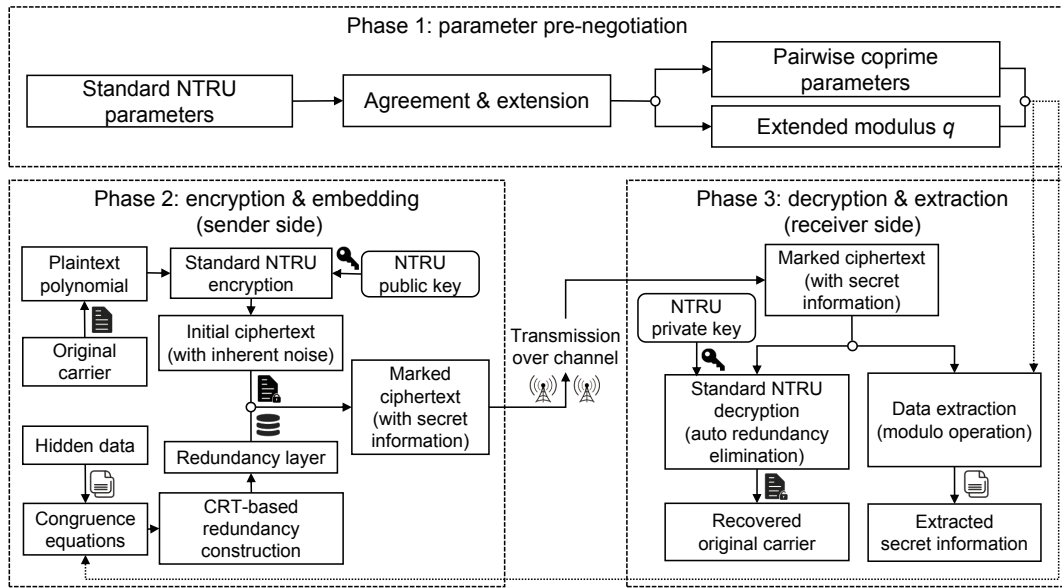 Phase 1: parameter pre-negotiation
Standard NTRU
parameters
Agreement & extension
Pairwise coprime
parameters
Extended modulus q
Phase 2: encryption & embedding
(sender side)
Plaintext
polynomial
Standard NTRU
encryption
NTRU
public key
Original
carrier
Initial ciphertext
(with inherent noise)
Marked
ciphertext
(with secret
information)
Hidden data
Redundancy layer
Congruence
equations
CRT-based
redundancy
construction
Transmission
over channel
Phase 3: decryption & extraction
(receiver side)
Marked ciphertext
(with secret
information)
NTRU
private key
Standard NTRU
decryption
(auto redundancy
elimination)
Data extraction
(modulo operation)
Recovered
original carrier
Extracted
secret information